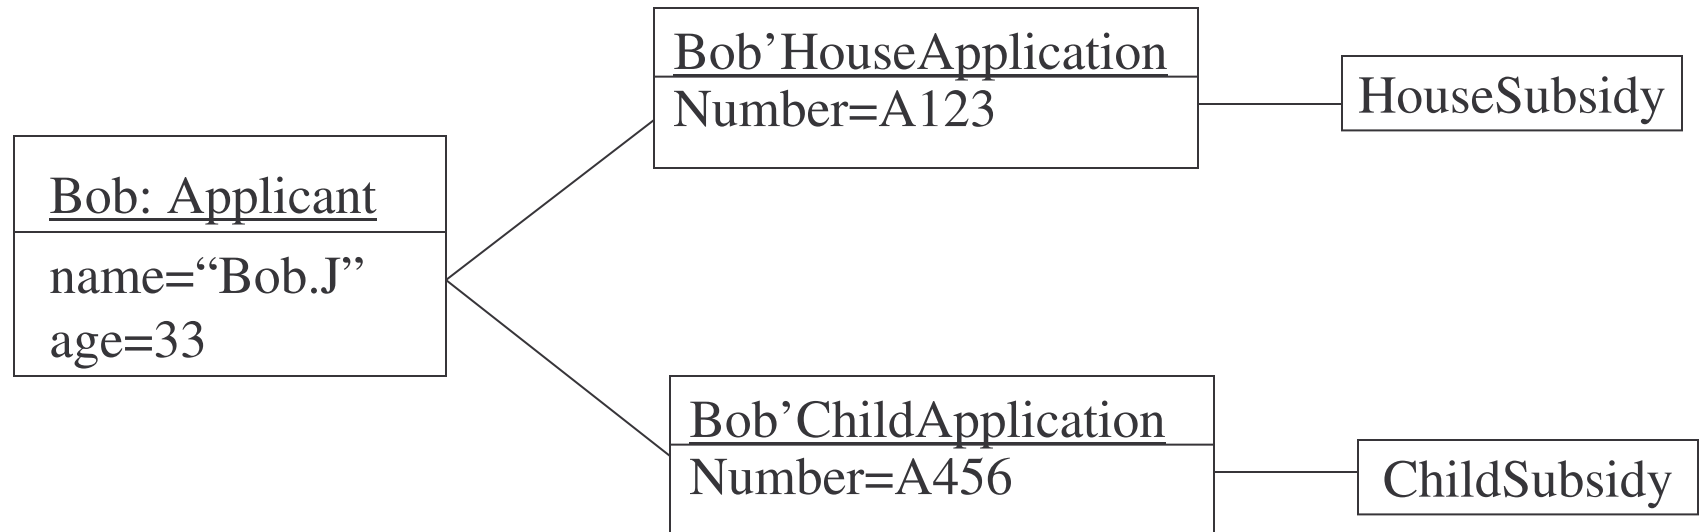 Bob: Applicant
name=“Bob.J”
age=33
Bob’HouseApplication
Number=A123
HouseSubsidy
Bob’ChildApplication
Number=A456
ChildSubsidy